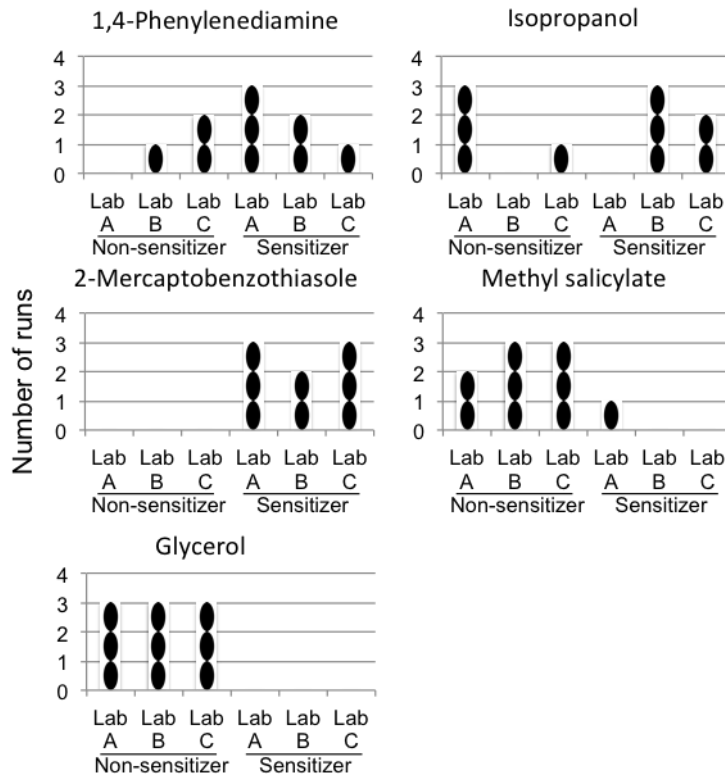 1,4-Phenylenediamine
4
3
2
1
0
Lab Lab Lab Lab Lab Lab
A B C A B C
Non-sensitizer Sensitizer
Isopropanol
4
3
2
1
0
Lab Lab Lab Lab Lab Lab
A B C A B C
Non-sensitizer Sensitizer
Number of runs
2-Mercaptobenzothiasole
4
3
2
1
0
Lab Lab Lab Lab Lab Lab
A B C A B C
Non-sensitizer Sensitizer
Methyl salicylate
4
3
2
1
0
Lab Lab Lab Lab Lab Lab
A B C A B C
Non-sensitizer Sensitizer
Glycerol
4
3
2
1
0
Lab Lab Lab Lab Lab Lab
A B C A B C
Non-sensitizer Sensitizer